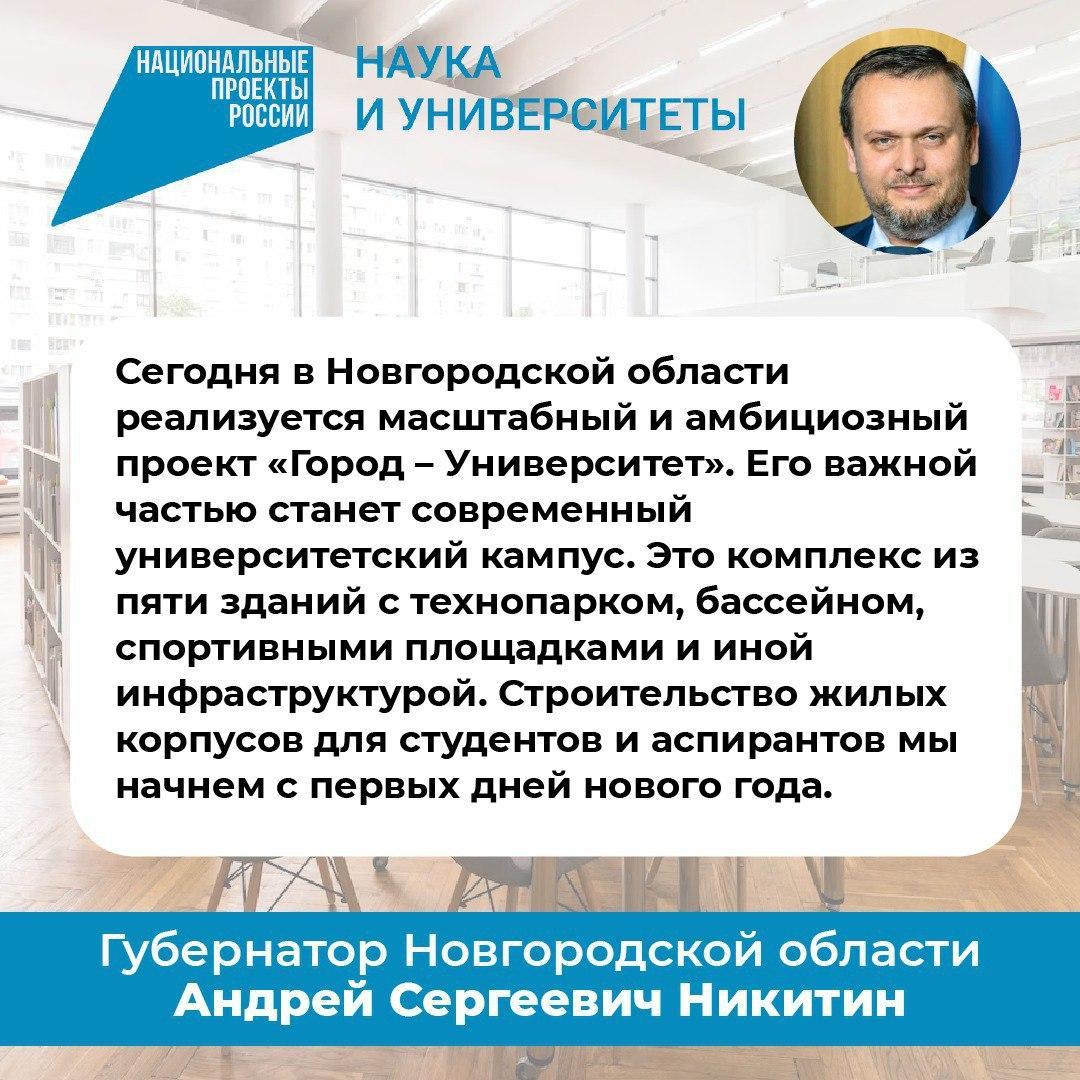 НАЦИОНАЛЬНЫЕ
ПРОЕКТЫ
РОССИИ
НАУКА
И УНИВЕРСИТЕТЫ
Сегодня в Новгородской области
реализуется масштабный и амбициозный
проект «Город – Университет». Его важной
частью станет современный
университетский кампус. Это комплекс из
пяти зданий с технопарком, бассейном,
спортивными площадками и иной
инфраструктурой. Строительство жилых
корпусов для студентов и аспирантов мы
начнем с первых дней нового года.
Губернатор Новгородской области
Андрей Сергеевич Никитин